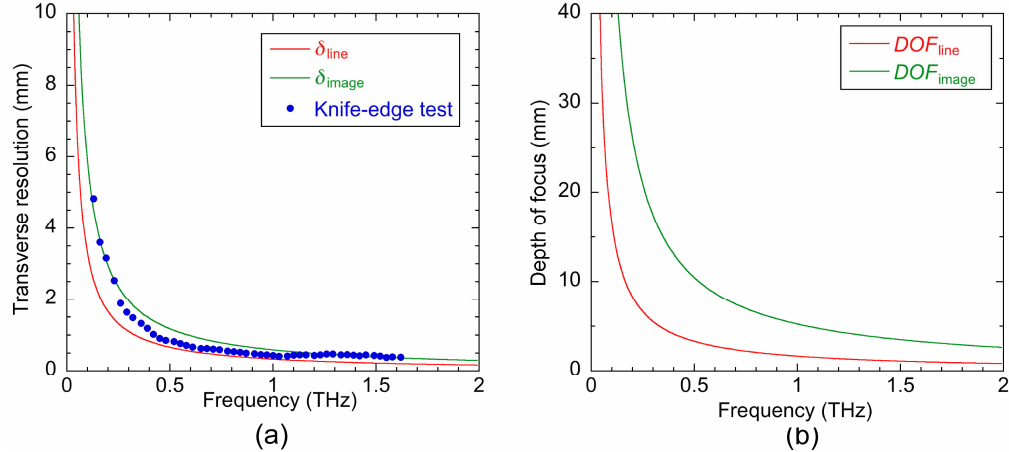 10
8
6
4
2
0
Transverse resolution (mm)
δline
δimage
Knife-edge test
0 0.5 1 1.5 2
Frequency (THz)
(a)
40
30
20
10
0
Depth of focus (mm)
DOFline
DOFimage
0 0.5 1 1.5 2
Frequency (THz)
(b)